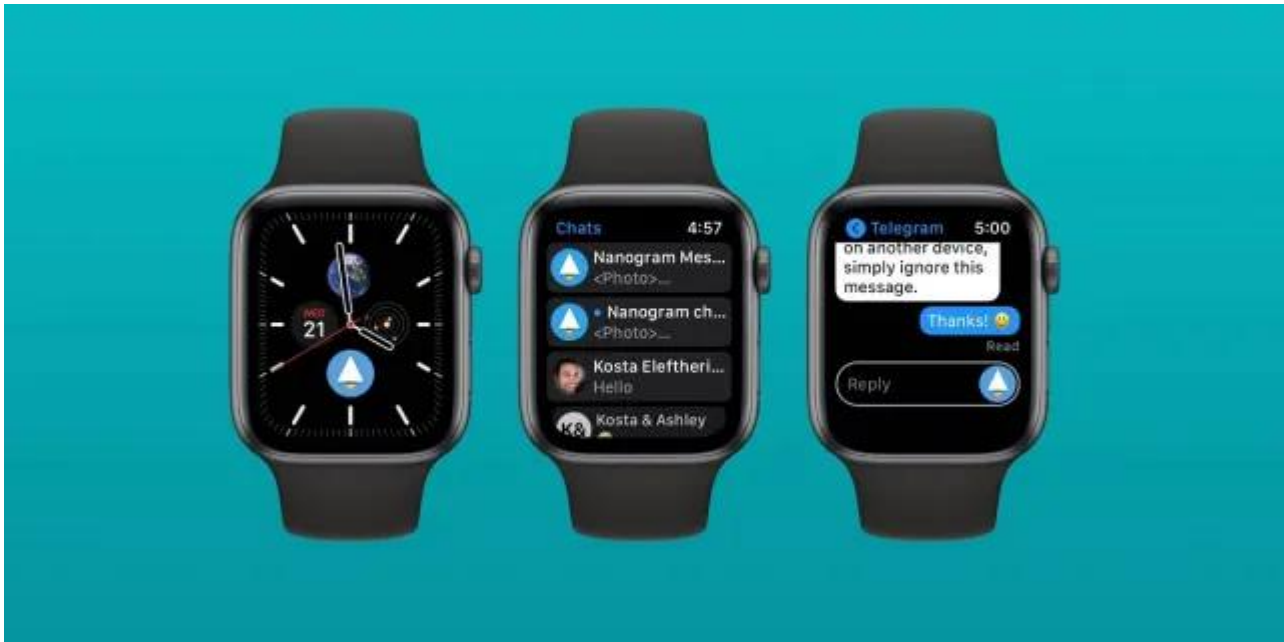 WED
21
Chats 4:57
Nanogram Mes...
<Photo>...
Nanogram ch...
<Photo>...
Kosta Eleftheri...
Hello
K& Kosta & Ashley
Telegram 5:00
on another device,
simply ignore this
message.
Thanks! 😀
Read
Reply